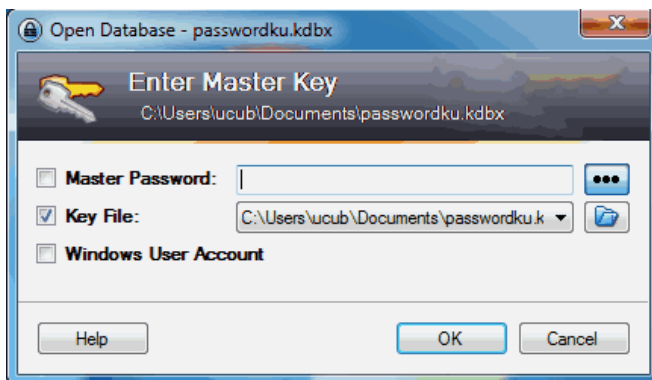 Open Database - passwordku.kdbx
Enter Master Key
C:\Users\ucub\Documents\passwordku.kdbx
Master Password:
Key File: C:\Users\ucub\Documents\passwordku.k
Windows User Account
Help OK Cancel